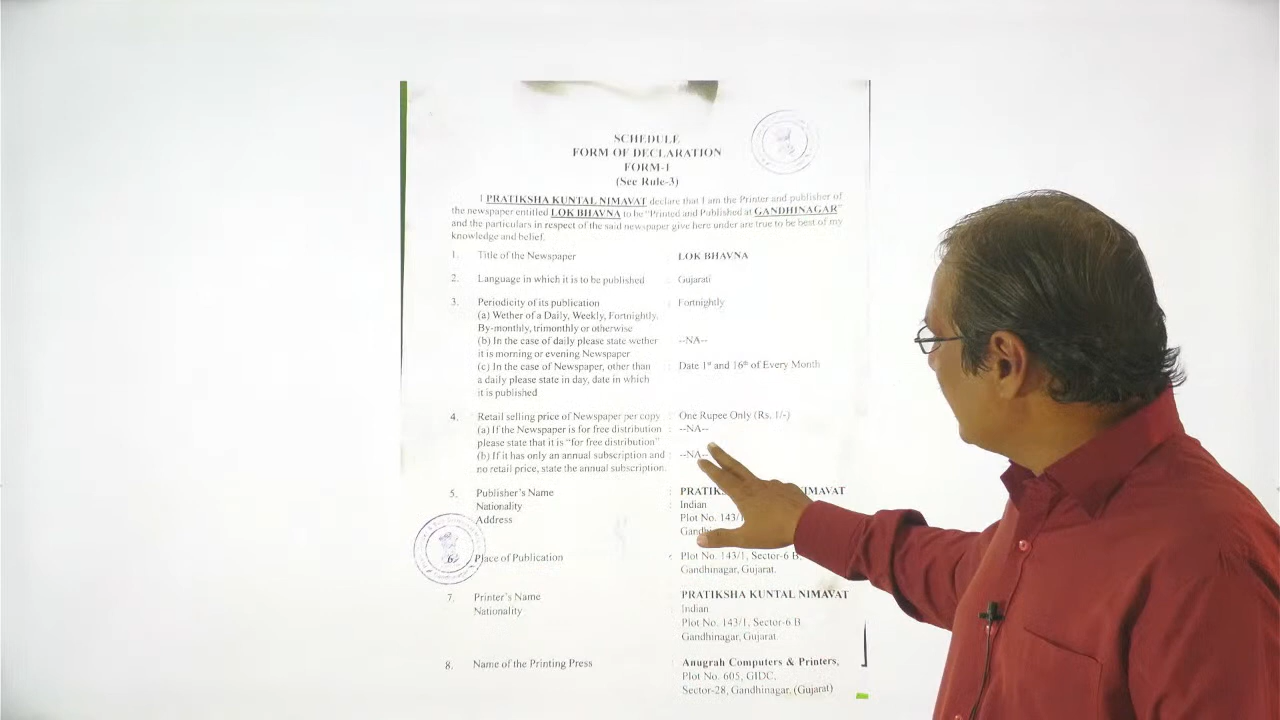 SCHEDULE
FORM OF DECLARATION
FORM-1
(See Rule-3)
I PRATIKSHA KUNTAL NIMAVAT declare that I am the Printer and publisher of
the newspaper entitled LOK BHAVNA to be "Printed and Published at GANDHINAGAR"
and the particulars in respect of the said newspaper give here under are true to be best of my
knowledge and belief.
1. Title of the Newspaper : LOK BHAVNA
2. Language in which it is to be published : Gujarati
3. Periodicity of its publication : Fortnightly
(a) Wether of a Daily, Weekly, Fortnightly,
By-monthly, trimonthly or otherwise
(b) In the case of daily please state wether : --NA--
it is morning or evening Newspaper
(c) In the case of Newspaper, other than : Date 1st and 16th of Every Month
a daily please state in day, date in which
it is published
4. Retail selling price of Newspaper per copy : One Rupee Only (Rs. 1/-)
(a) If the Newspaper is for free distribution : --NA--
please state that it is "for free distribution"
(b) If it has only an annual subscription and : --NA--
no retail price, state the annual subscription.
5. Publisher's Name : NIMAVAT
Nationality : Indian
Address Plot No. 143/1
6. Place of Publication Plot No. 143/1, Sector-6 B
Gandhinagar, Gujarat.
7. Printer's Name PRATIKSHA KUNTAL NIMAVAT
Nationality Indian
Plot No. 143/1, Sector-6 B
Gandhinagar, Gujarat
8. Name of the Printing Press : Anugrah Computers & Printers,
Plot No. 605, GIDC,
Sector-28, Gandhinagar, (Gujarat)